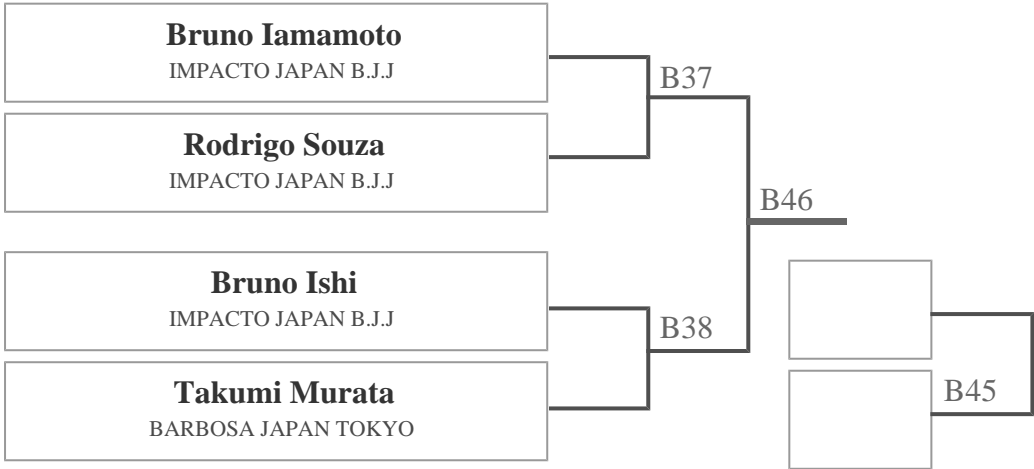 Bruno Iamamoto
IMPACTO JAPAN B.J.J
B37
Rodrigo Souza
IMPACTO JAPAN B.J.J
B46
Bruno Ishi
IMPACTO JAPAN B.J.J
B38
Takumi Murata
BARBOSA JAPAN TOKYO
B45